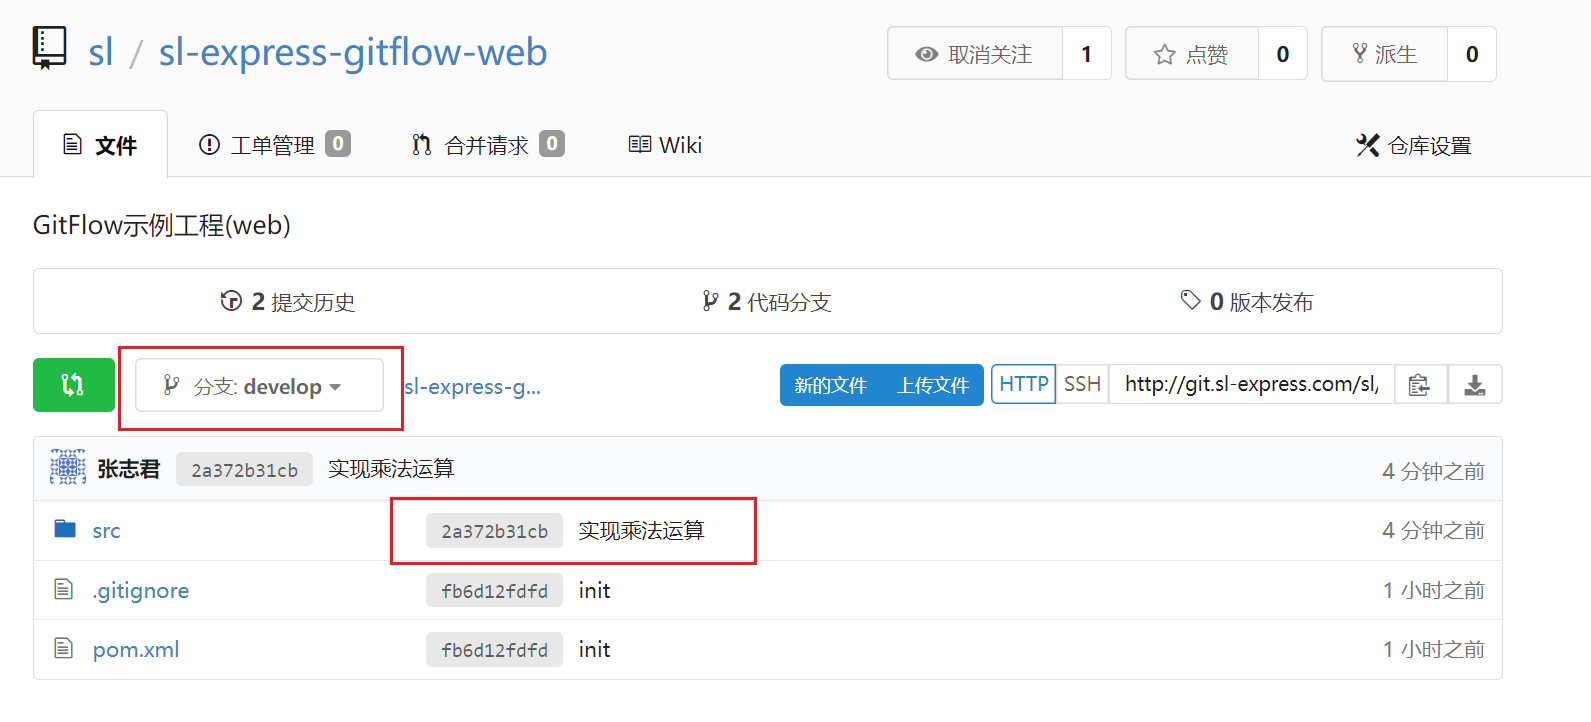 sl / sl-express-gitflow-web
取消关注 1
点赞 0
派生 0
文件
工单管理 0
合并请求 0
Wiki
仓库设置
GitFlow示例工程(web)
2 提交历史
2 代码分支
0 版本发布
分支: develop
sl-express-g...
新的文件
上传文件
HTTP
SSH
http://git.sl-express.com/sl/
张志君 2a372b31cb 实现乘法运算 4 分钟之前
src 2a372b31cb 实现乘法运算 4 分钟之前
.gitignore fb6d12fdfd init 1 小时之前
pom.xml fb6d12fdfd init 1 小时之前